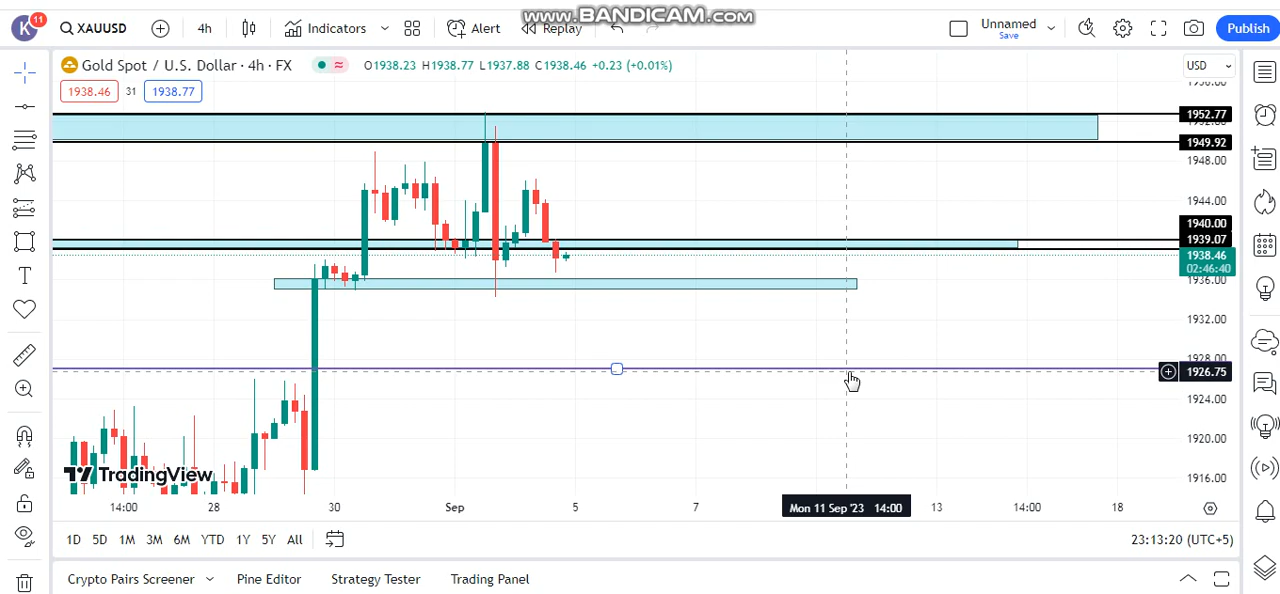 www.BANDICAM.com
K 11 XAUUSD 4h Indicators Alert Replay Unnamed Save Publish
Gold Spot / U.S. Dollar · 4h · FX O1938.23 H1938.77 L1937.88 C1938.46 +0.23 (+0.01%) USD
1938.46 31 1938.77
1952.77
1949.92
1948.00
1944.00
1940.00
1939.07
1938.46
02:46:40
1936.00
1932.00
1928.00
1926.75
1924.00
1920.00
1916.00
TradingView
14:00 28 30 Sep 5 7 Mon 11 Sep '23 14:00 13 14:00 18
1D 5D 1M 3M 6M YTD 1Y 5Y All 23:13:20 (UTC+5)
Crypto Pairs Screener Pine Editor Strategy Tester Trading Panel